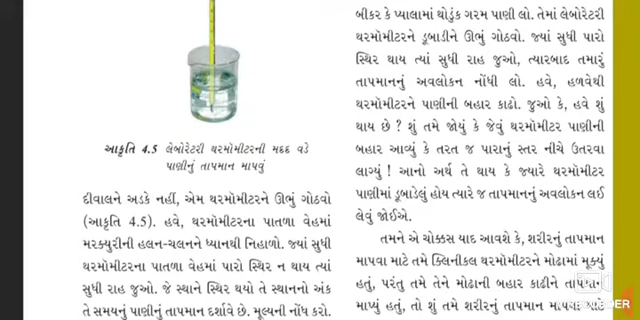 આકૃતિ 4.5 લેબોરેટરી થરમૉમીટરની મદદ વડે
પાણીનું તાપમાન માપવું
દીવાલને અડકે નહીં, એમ થરમૉમીટરને ઊભું ગોઠવો
(આકૃતિ 4.5). હવે, થરમૉમીટરના પાતળા વેહમાં
મરક્યુરીની હલન-ચલનને ધ્યાનથી નિહાળો. જ્યાં સુધી
થરમૉમીટરના પાતળા વેહમાં પારો સ્થિર ન થાય ત્યાં
સુધી રાહ જુઓ. જે સ્થાને સ્થિર થયો તે સ્થાનનો અંક
તે સમયનું પાણીનું તાપમાન દર્શાવે છે. મૂલ્યની નોંધ કરો.
બીકર કે પ્યાલામાં થોડુંક ગરમ પાણી લો. તેમાં લેબોરેટરી
થરમૉમીટરને ડૂબાડીને ઊભું ગોઠવો. જ્યાં સુધી પારો
સ્થિર થાય ત્યાં સુધી રાહ જુઓ, ત્યારબાદ તમારું
તાપમાનનું અવલોકન નોંધી લો. હવે, હળવેથી
થરમૉમીટરને પાણીની બહાર કાઢો. જુઓ કે, હવે શું
થાય છે ? શું તમે જોયું કે જેવું થરમૉમીટર પાણીની
બહાર આવ્યું કે તરત જ પારાનું સ્તર નીચે ઉતરવા
લાગ્યું ! આનો અર્થ તે થાય કે જ્યારે થરમૉમીટર
પાણીમાં ડૂબાડેલું હોય ત્યારે જ તાપમાનનું અવલોકન લઈ
લેવું જોઈએ.
તમને એ ચોક્કસ યાદ આવશે કે, શરીરનું તાપમાન
માપવા માટે તમે ક્લિનીકલ થરમૉમીટરને મોઢામાં મૂક્યું
હતું, પરંતુ તમે તેને મોઢાની બહાર કાઢીને તાપમાન
માપ્યું હતું, તો શું તમે શરીરનું તાપમાન માપવા માટે